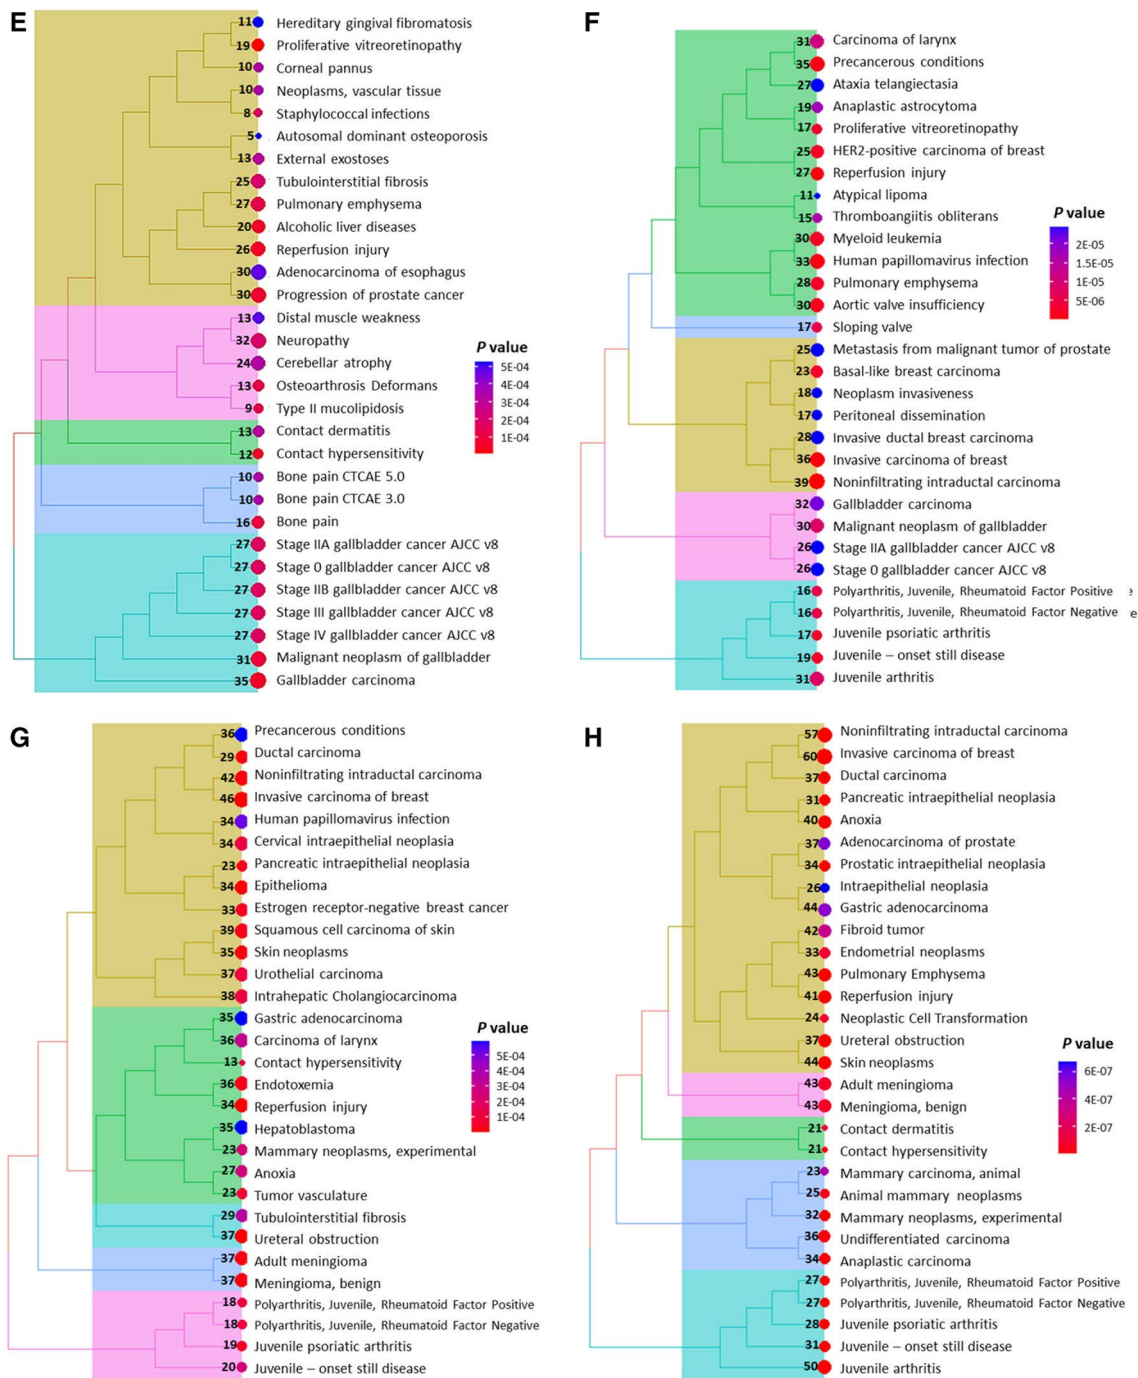 E
11 Hereditary gingival fibromatosis
19 Proliferative vitreoretinopathy
10 Corneal pannus
10 Neoplasms, vascular tissue
8 Staphylococcal infections
5 Autosomal dominant osteoporosis
13 External exostoses
25 Tubulointerstitial fibrosis
27 Pulmonary emphysema
20 Alcoholic liver diseases
26 Reperfusion injury
30 Adenocarcinoma of esophagus
30 Progression of prostate cancer
13 Distal muscle weakness
32 Neuropathy
24 Cerebellar atrophy
13 Osteoarthrosis Deformans
9 Type II mucolipidosis
13 Contact dermatitis
12 Contact hypersensitivity
10 Bone pain CTCAE 5.0
10 Bone pain CTCAE 3.0
16 Bone pain
27 Stage IIA gallbladder cancer AJCC v8
27 Stage 0 gallbladder cancer AJCC v8
27 Stage IIB gallbladder cancer AJCC v8
27 Stage III gallbladder cancer AJCC v8
27 Stage IV gallbladder cancer AJCC v8
31 Malignant neoplasm of gallbladder
35 Gallbladder carcinoma
P value
5E-04
4E-04
3E-04
2E-04
1E-04
F
31 Carcinoma of larynx
35 Precancerous conditions
27 Ataxia telangiectasia
19 Anaplastic astrocytoma
17 Proliferative vitreoretinopathy
25 HER2-positive carcinoma of breast
27 Reperfusion injury
11 Atypical lipoma
15 Thromboangiitis obliterans
30 Myeloid leukemia
33 Human papillomavirus infection
28 Pulmonary emphysema
30 Aortic valve insufficiency
17 Sloping valve
25 Metastasis from malignant tumor of prostate
23 Basal-like breast carcinoma
18 Neoplasm invasiveness
17 Peritoneal dissemination
28 Invasive ductal breast carcinoma
36 Invasive carcinoma of breast
39 Noninfiltrating intraductal carcinoma
32 Gallbladder carcinoma
30 Malignant neoplasm of gallbladder
26 Stage IIA gallbladder cancer AJCC v8
26 Stage 0 gallbladder cancer AJCC v8
16 Polyarthritis, Juvenile, Rheumatoid Factor Positive
16 Polyarthritis, Juvenile, Rheumatoid Factor Negative e
17 Juvenile psoriatic arthritis
19 Juvenile – onset still disease
31 Juvenile arthritis
P value
2E-05
1.5E-05
1E-05
5E-06
G
36 Precancerous conditions
29 Ductal carcinoma
42 Noninfiltrating intraductal carcinoma
46 Invasive carcinoma of breast
34 Human papillomavirus infection
34 Cervical intraepithelial neoplasia
23 Pancreatic intraepithelial neoplasia
34 Epithelioma
33 Estrogen receptor-negative breast cancer
39 Squamous cell carcinoma of skin
35 Skin neoplasms
37 Urothelial carcinoma
38 Intrahepatic Cholangiocarcinoma
35 Gastric adenocarcinoma
36 Carcinoma of larynx
13 Contact hypersensitivity
36 Endotoxemia
34 Reperfusion injury
35 Hepatoblastoma
23 Mammary neoplasms, experimental
27 Anoxia
23 Tumor vasculature
29 Tubulointerstitial fibrosis
37 Ureteral obstruction
37 Adult meningioma
37 Meningioma, benign
18 Polyarthritis, Juvenile, Rheumatoid Factor Positive
18 Polyarthritis, Juvenile, Rheumatoid Factor Negative
19 Juvenile psoriatic arthritis
20 Juvenile – onset still disease
P value
5E-04
4E-04
3E-04
2E-04
1E-04
H
57 Noninfiltrating intraductal carcinoma
60 Invasive carcinoma of breast
37 Ductal carcinoma
31 Pancreatic intraepithelial neoplasia
40 Anoxia
37 Adenocarcinoma of prostate
34 Prostatic intraepithelial neoplasia
26 Intraepithelial neoplasia
44 Gastric adenocarcinoma
42 Fibroid tumor
33 Endometrial neoplasms
43 Pulmonary Emphysema
41 Reperfusion injury
24 Neoplastic Cell Transformation
37 Ureteral obstruction
44 Skin neoplasms
43 Adult meningioma
43 Meningioma, benign
21 Contact dermatitis
21 Contact hypersensitivity
23 Mammary carcinoma, animal
25 Animal mammary neoplasms
32 Mammary neoplasms, experimental
36 Undifferentiated carcinoma
34 Anaplastic carcinoma
27 Polyarthritis, Juvenile, Rheumatoid Factor Positive
27 Polyarthritis, Juvenile, Rheumatoid Factor Negative
28 Juvenile psoriatic arthritis
31 Juvenile – onset still disease
50 Juvenile arthritis
P value
6E-07
4E-07
2E-07